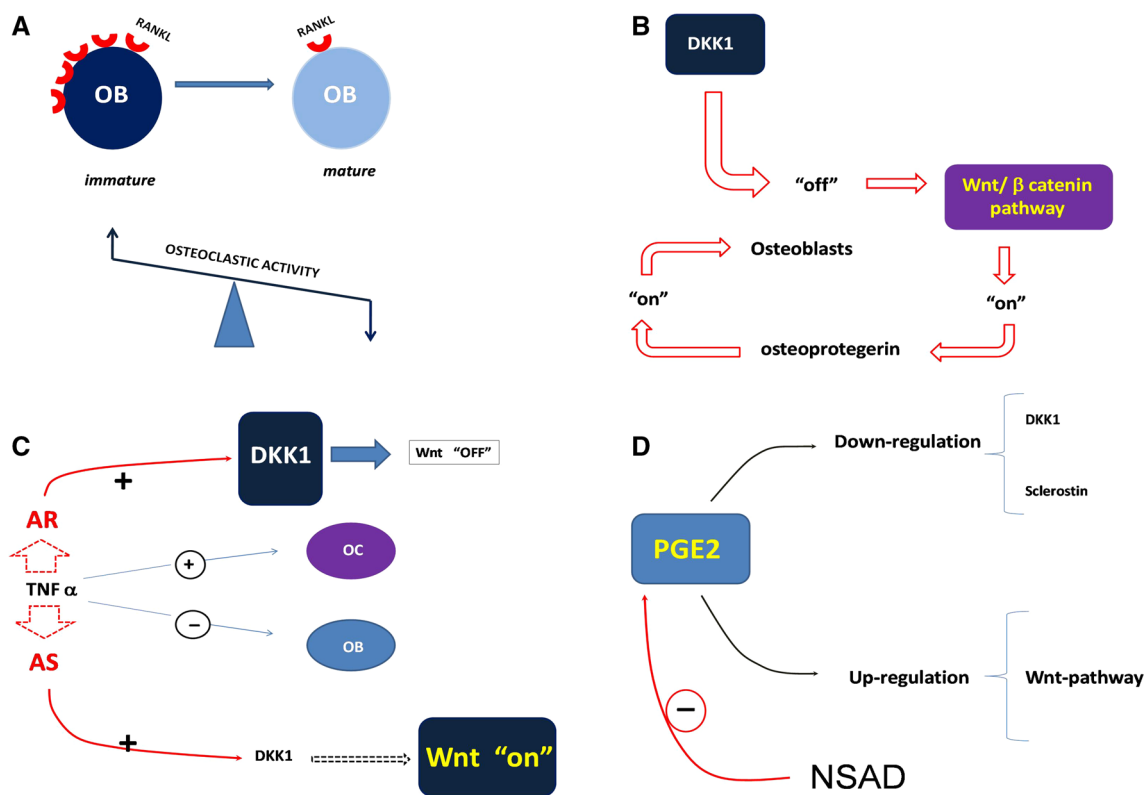 A
RANKL
OB
immature
RANKL
OB
mature
OSTEOCLASTIC ACTIVITY
B
DKK1
“off”
Wnt/ β catenin
pathway
Osteoblasts
“on”
“on”
osteoprotegerin
C
DKK1
Wnt “OFF”
+
AR
TNF α
AS
+
OC
−
OB
+
DKK1
Wnt “on”
D
Down-regulation
DKK1
Sclerostin
PGE2
Up-regulation
Wnt-pathway
−
NSAD